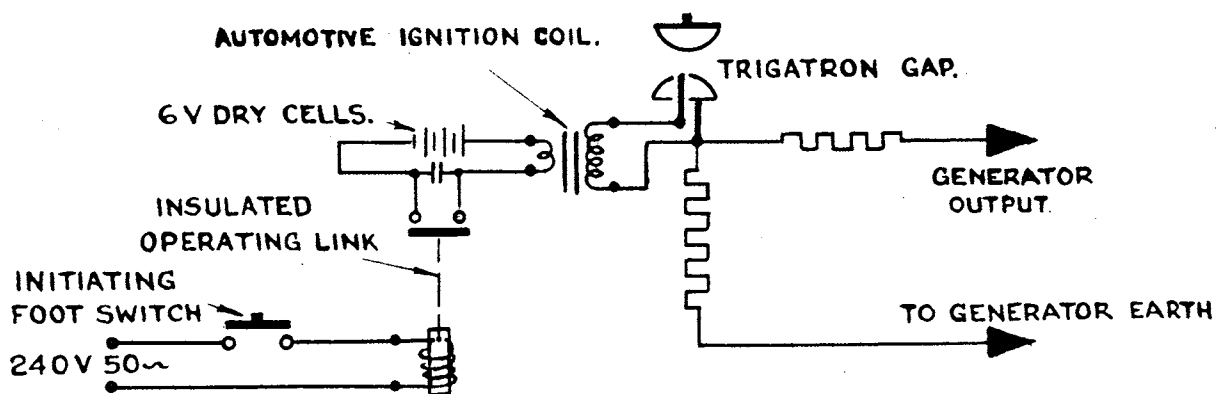 AUTOMOTIVE IGNITION COIL.
TRIGATRON GAP.
6V DRY CELLS.
GENERATOR
OUTPUT.
INSULATED
OPERATING LINK
INITIATING
FOOT SWITCH
TO GENERATOR EARTH
240V 50~